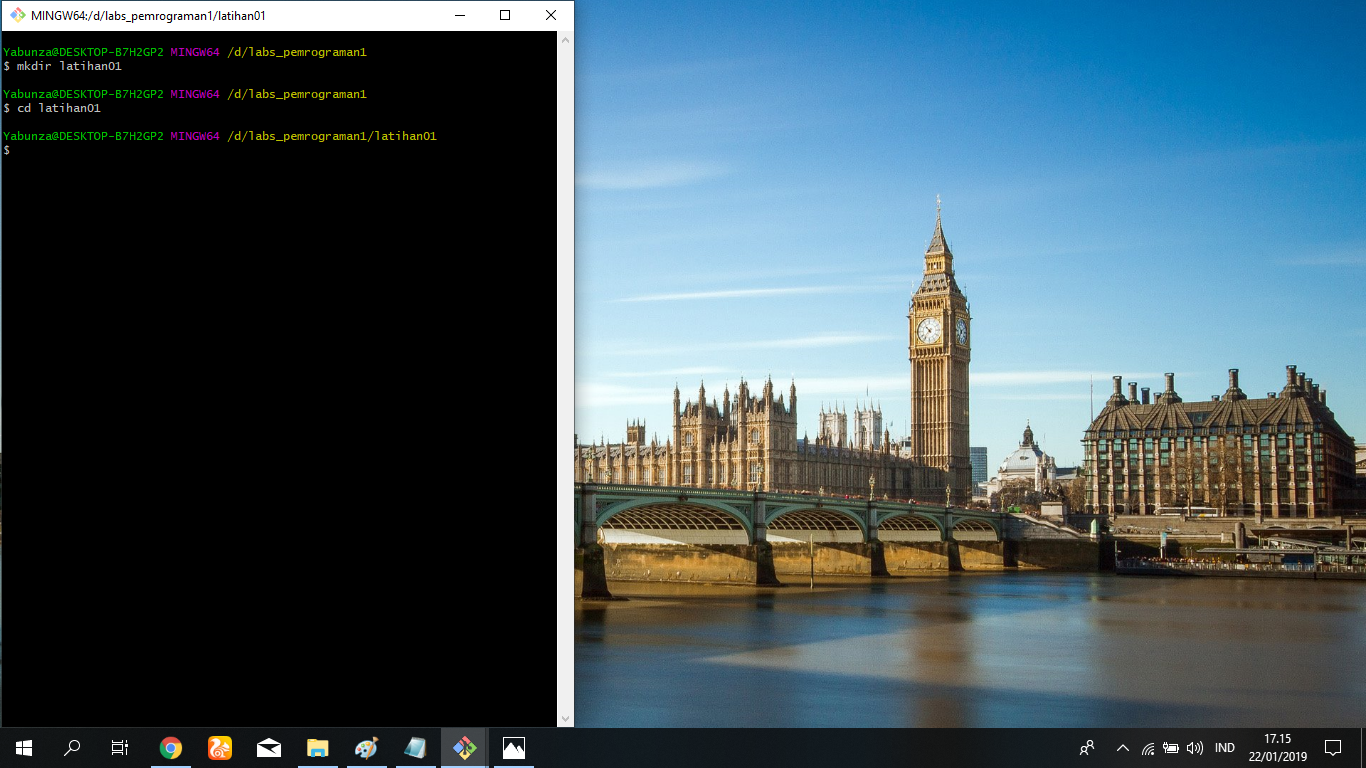 MINGW64:/d/labs_pemrograman1/latihan01
Yabunza@DESKTOP-B7H2GP2 MINGW64 /d/labs_pemrograman1
$ mkdir latihan01
Yabunza@DESKTOP-B7H2GP2 MINGW64 /d/labs_pemrograman1
$ cd latihan01
Yabunza@DESKTOP-B7H2GP2 MINGW64 /d/labs_pemrograman1/latihan01
$
IND
17.15
22/01/2019